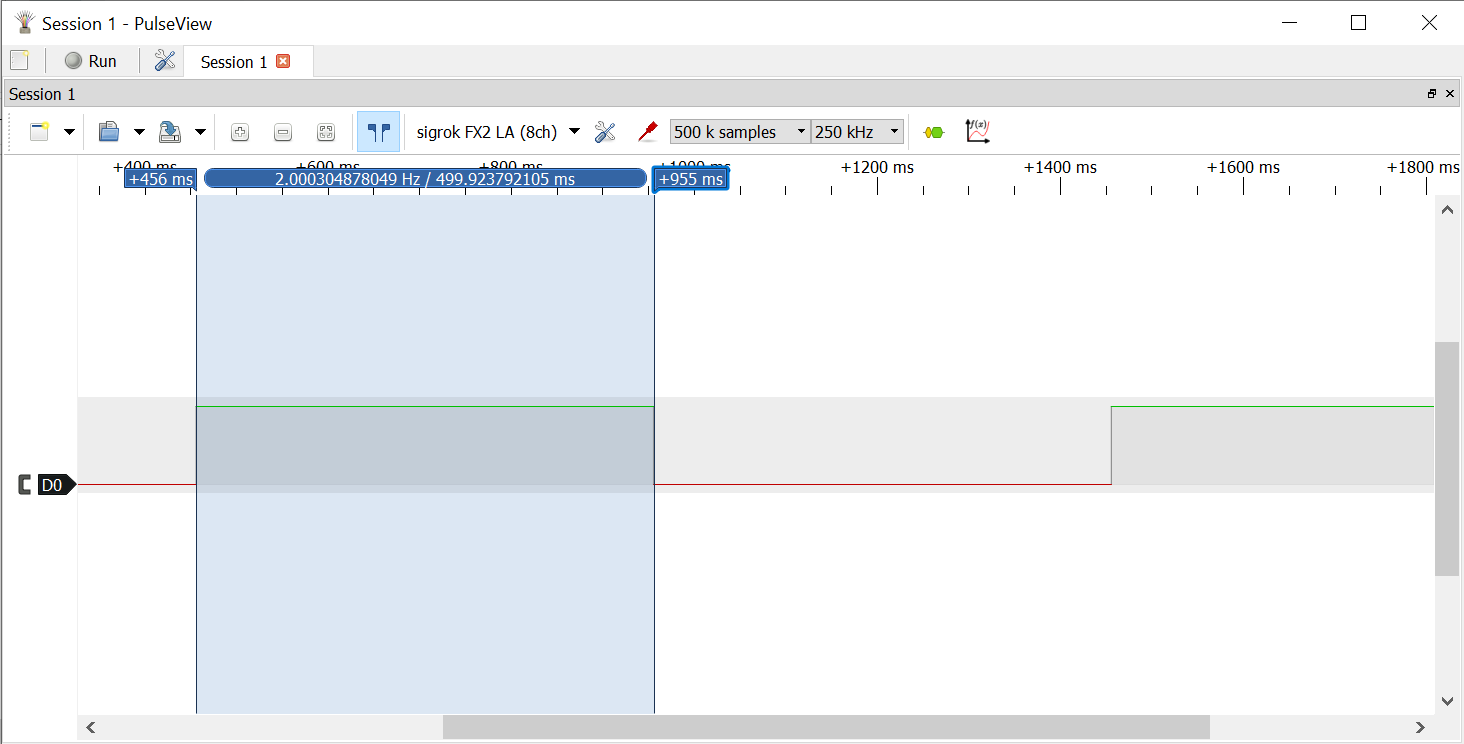 Session 1 - PulseView
Run
Session 1
Session 1
sigrok FX2 LA (8ch)
500 k samples
250 kHz
+400 ms +600 ms +800 ms +1000 ms +1200 ms +1400 ms +1600 ms +1800 ms
+456 ms 2.000304878049 Hz / 499.923792105 ms +955 ms
D0